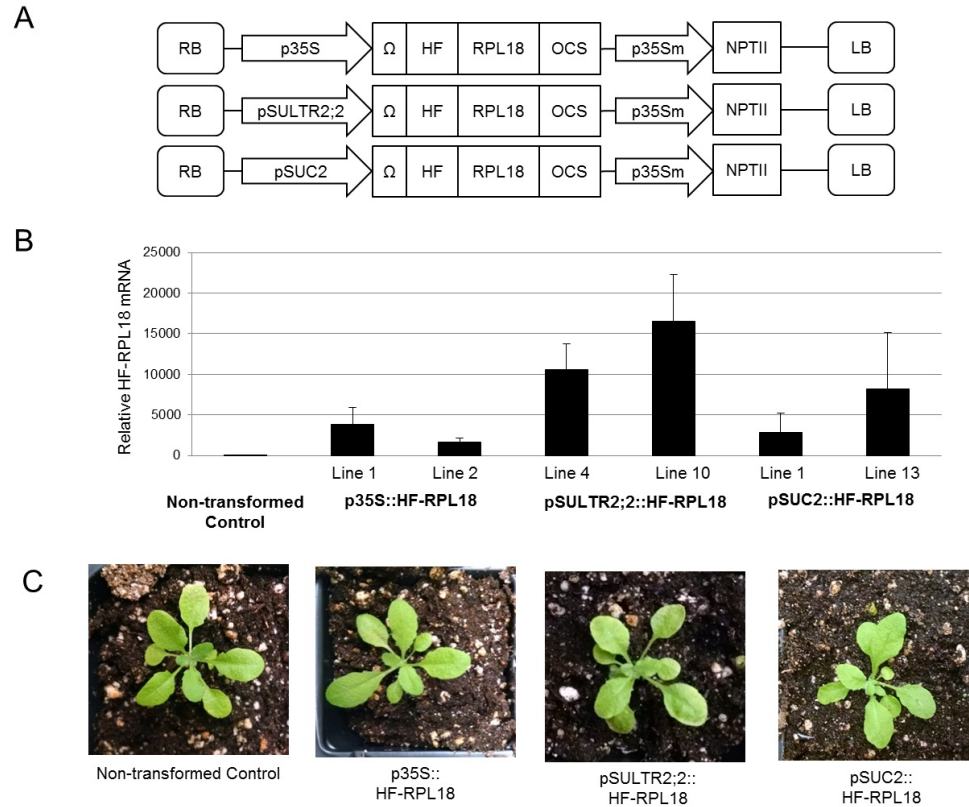 A
RB p35S Ω HF RPL18 OCS p35Sm NPTII LB
RB pSULTR2;2 Ω HF RPL18 OCS p35Sm NPTII LB
RB pSUC2 Ω HF RPL18 OCS p35Sm NPTII LB
B
Relative HF-RPL18 mRNA
25000
20000
15000
10000
5000
0
Line 1 Line 2 Line 4 Line 10 Line 1 Line 13
Non-transformed
Control
p35S::HF-RPL18
pSULTR2;2::HF-RPL18
pSUC2::HF-RPL18
C
Non-transformed Control
p35S::
HF-RPL18
pSULTR2;2::
HF-RPL18
pSUC2::
HF-RPL18